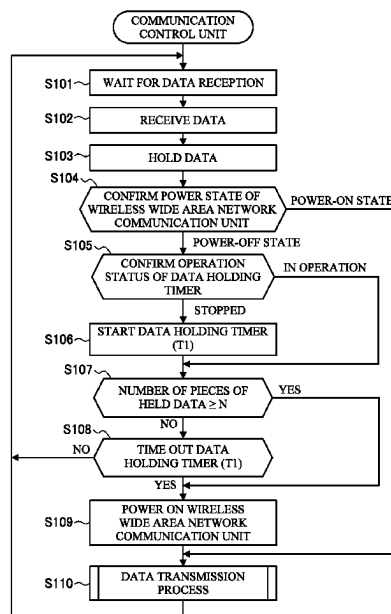 COMMUNICATION
CONTROL UNIT
S101
WAIT FOR DATA RECEPTION
S102
RECEIVE DATA
S103
HOLD DATA
S104
CONFIRM POWER STATE OF
WIRELESS WIDE AREA NETWORK
COMMUNICATION UNIT
POWER-ON STATE
POWER-OFF STATE
S105
CONFIRM OPERATION
STATUS OF DATA HOLDING
TIMER
IN OPERATION
STOPPED
S106
START DATA HOLDING TIMER
(T1)
S107
NUMBER OF PIECES OF
HELD DATA ≥ N
YES
NO
S108
TIME OUT DATA
HOLDING TIMER (T1)
NO
YES
S109
POWER ON WIRELESS
WIDE AREA NETWORK
COMMUNICATION UNIT
S110
DATA TRANSMISSION
PROCESS